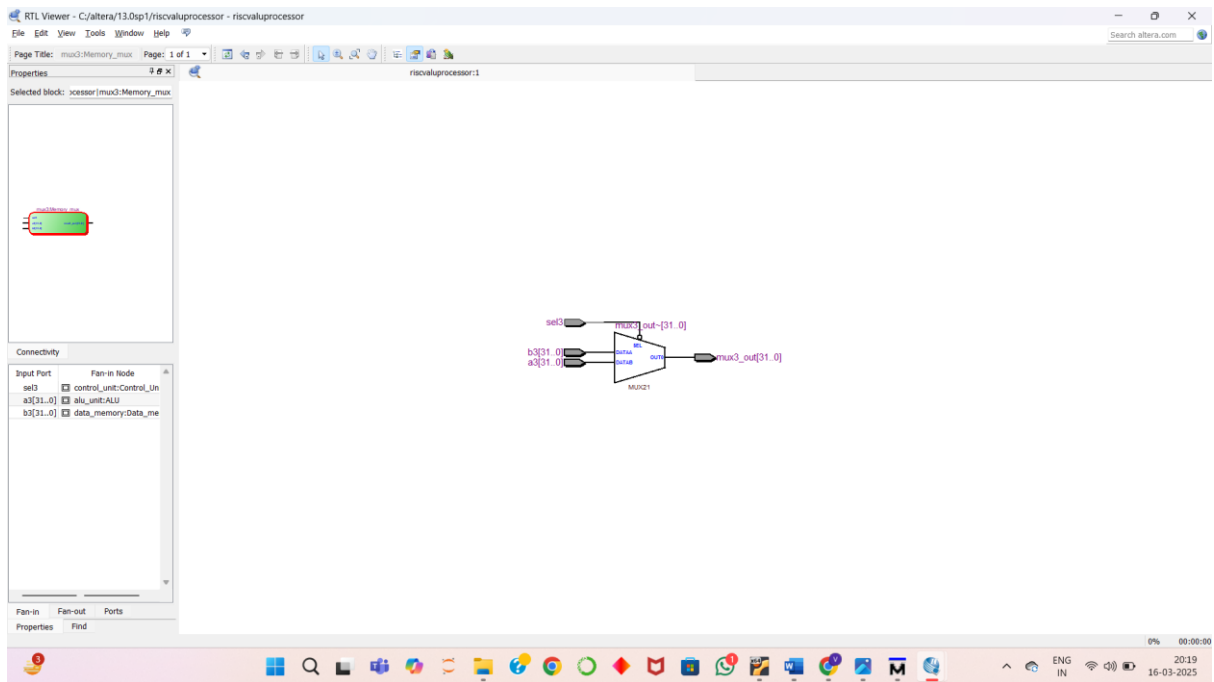 RTL Viewer - C:/altera/13.0sp1/riscvaluprocessor - riscvaluprocessor
File Edit View Tools Window Help
Search altera.com
Page Title: mux3:Memory_mux Page: 1 of 1
Properties
riscvaluprocessor:1
Selected block: ocessor|mux3:Memory_mux
mux3:Memory_mux
sel3
mux3_out~[31..0]
SEL
b3[31..0]
DATAA
OUT0
mux3_out[31..0]
a3[31..0]
DATAB
MUX21
Connectivity
Input Port Fan-in Node
sel3 control_unit:Control_Un
a3[31..0] alu_unit:ALU
b3[31..0] data_memory:Data_me
Fan-in Fan-out Ports
Properties Find
0% 00:00:00
3
1
ENG
IN
20:19
16-03-2025